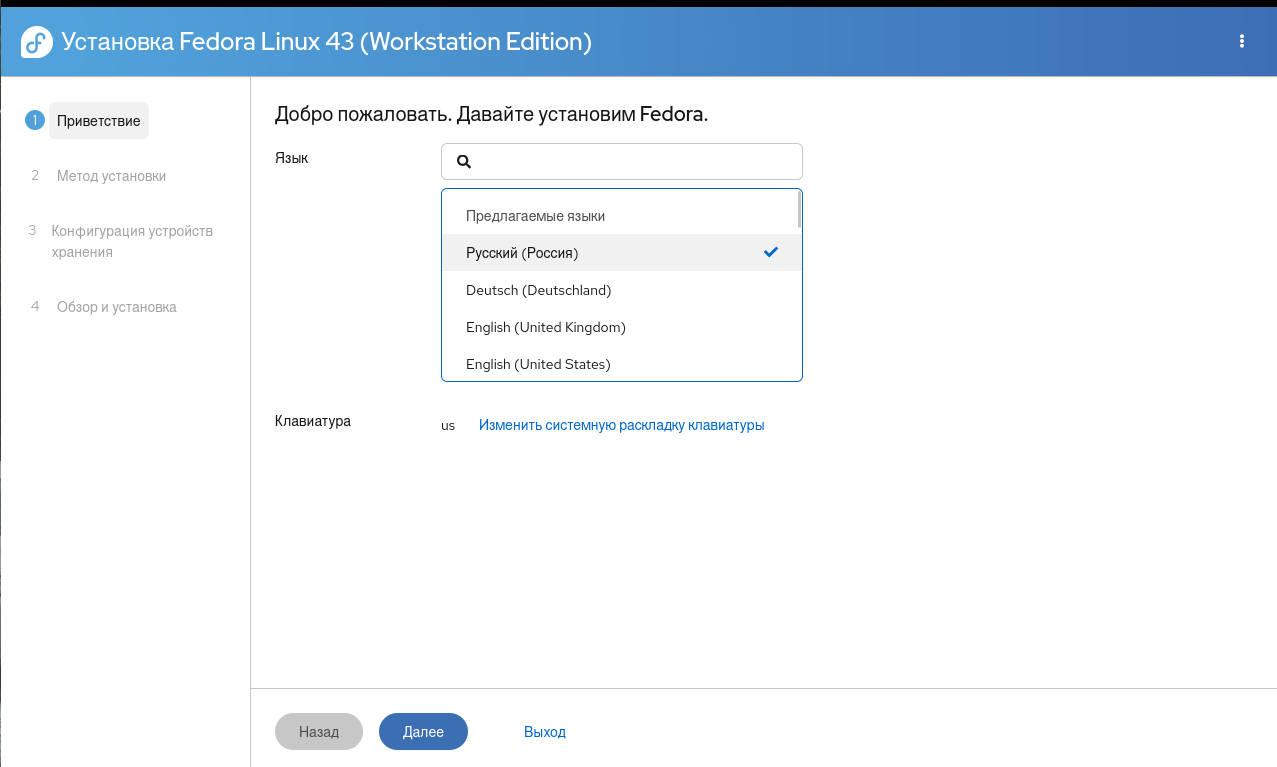 Установка Fedora Linux 43 (Workstation Edition)
1 Приветствие
2 Метод установки
3 Конфигурация устройств
хранения
4 Обзор и установка
Добро пожаловать. Давайте установим Fedora.
Язык
Предлагаемые языки
Русский (Россия)
Deutsch (Deutschland)
English (United Kingdom)
English (United States)
Клавиатура us Изменить системную раскладку клавиатуры
Назад Далее Выход